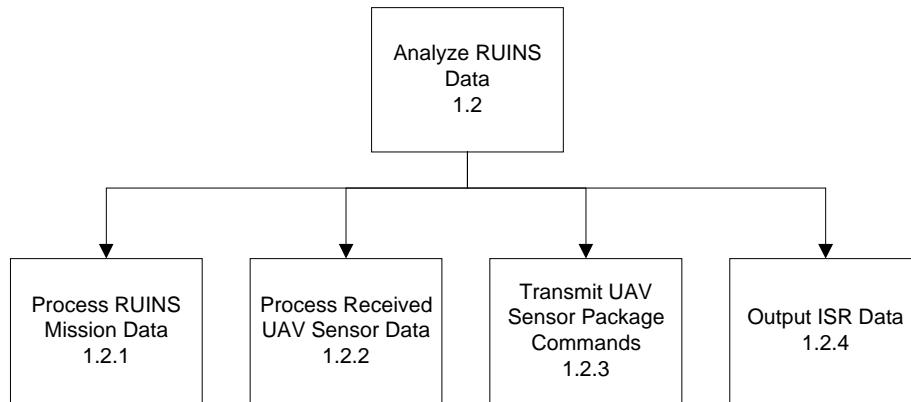 Analyze RUINS
Data
1.2
Process RUINS
Mission Data
1.2.1
Process Received
UAV Sensor Data
1.2.2
Transmit UAV
Sensor Package
Commands
1.2.3
Output ISR Data
1.2.4